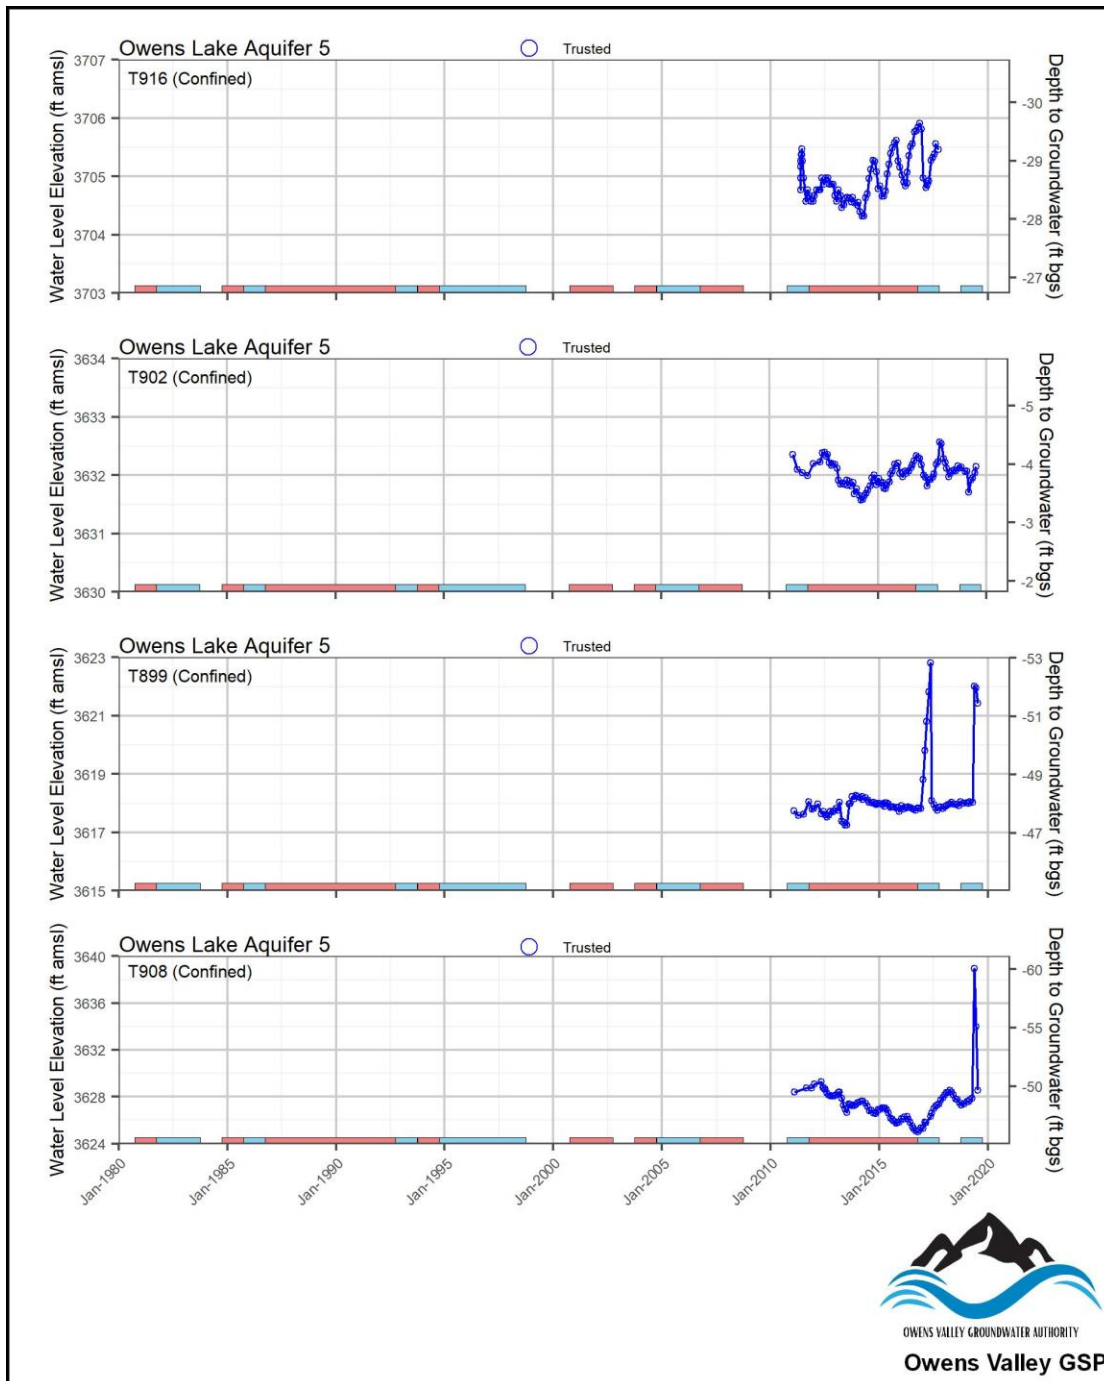 Owens Lake Aquifer 5
Trusted
T916 (Confined)
Water Level Elevation (ft amsl)
3707
3706
3705
3704
3703
Depth to Groundwater (ft bgs)
-30
-29
-28
-27
Owens Lake Aquifer 5
Trusted
T902 (Confined)
Water Level Elevation (ft amsl)
3634
3633
3632
3631
3630
Depth to Groundwater (ft bgs)
-5
-4
-3
-2
Owens Lake Aquifer 5
Trusted
T899 (Confined)
Water Level Elevation (ft amsl)
3623
3621
3619
3617
3615
Depth to Groundwater (ft bgs)
-53
-51
-49
-47
Owens Lake Aquifer 5
Trusted
T908 (Confined)
Water Level Elevation (ft amsl)
3640
3636
3632
3628
3624
Depth to Groundwater (ft bgs)
-60
-55
-50
Jan-1980
Jan-1985
Jan-1990
Jan-1995
Jan-2000
Jan-2005
Jan-2010
Jan-2015
Jan-2020
OWENS VALLEY GROUNDWATER AUTHORITY
Owens Valley GSP